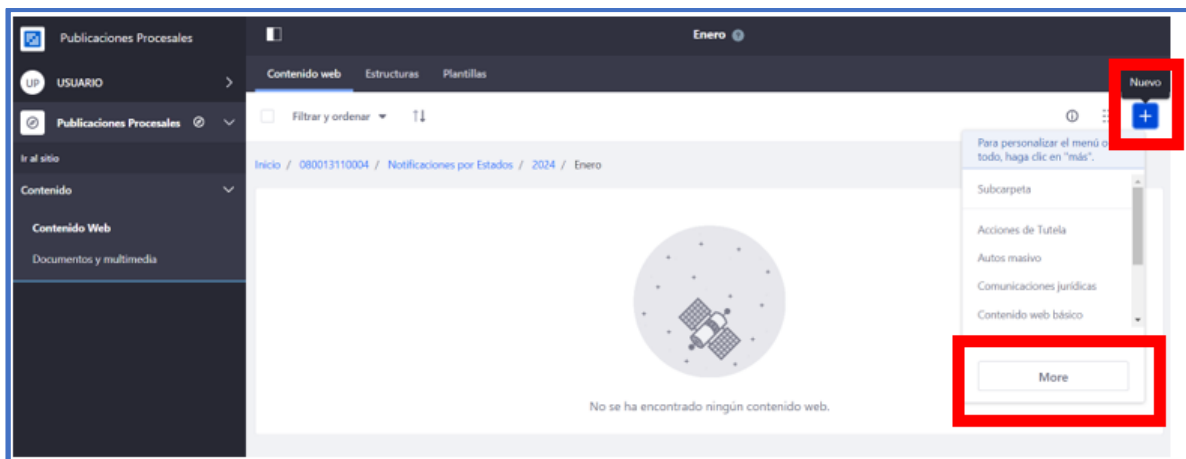 Publicaciones Procesales
Enero
UP USUARIO
Contenido web Estructuras Plantillas
Nuevo
Publicaciones Procesales
Filtrar y ordenar
Para personalizar el menú o
todo, haga clic en "más".
Ir al sitio
Inicio / 080013110004 / Notificaciones por Estados / 2024 / Enero
Contenido
Subcarpeta
Contenido Web
Acciones de Tutela
Documentos y multimedia
Autos masivo
Comunicaciones jurídicas
Contenido web básico
More
No se ha encontrado ningún contenido web.